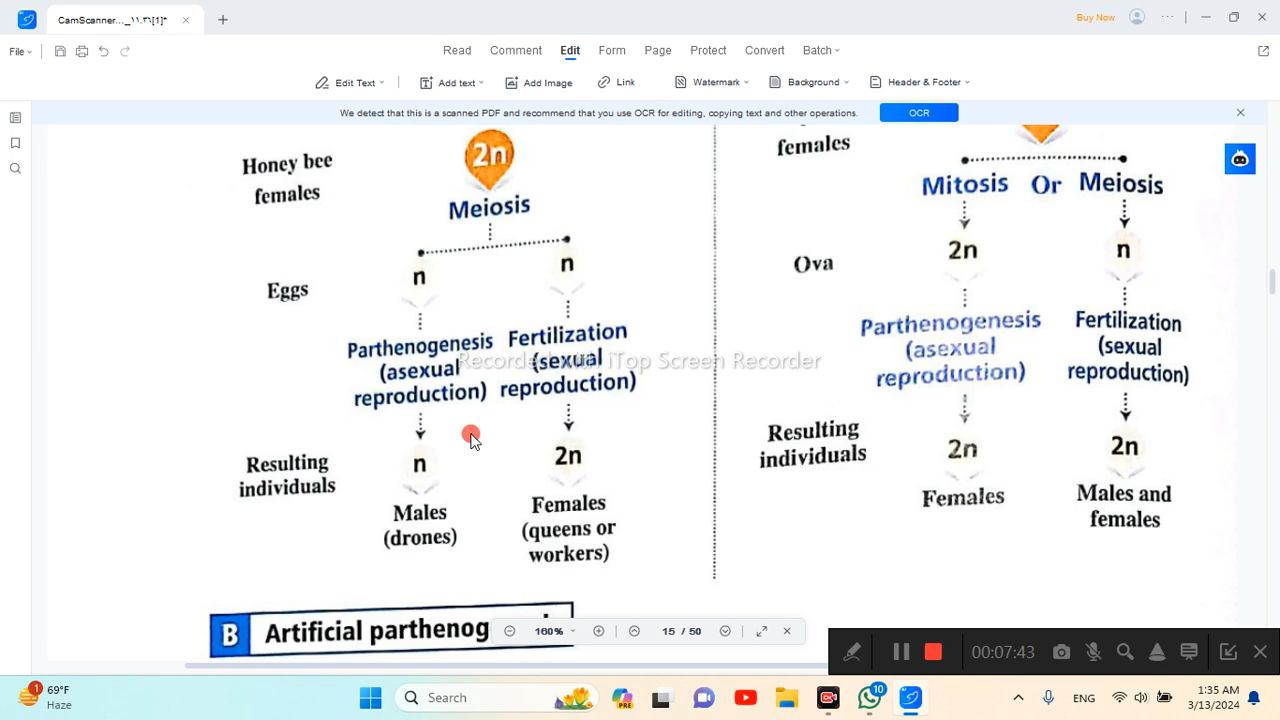 CamScanner..._
Buy Now
File
Read Comment Edit Form Page Protect Convert Batch
Edit Text Add text Add Image Link Watermark Background Header & Footer
We detect that this is a scanned PDF and recommend that you use OCR for editing, copying text and other operations.
OCR
Honey bee
females
2n
Meiosis
Eggs
n n
Parthenogenesis
(asexual
reproduction)
Fertilization
(sexual
reproduction)
Resulting
individuals
n
Males
(drones)
2n
Females
(queens or
workers)
females
Mitosis Or Meiosis
Ova
2n n
Parthenogenesis
(asexual
reproduction)
Fertilization
(sexual
reproduction)
Resulting
individuals
2n
Females
2n
Males and
females
Recorded with iTop Screen Recorder
B Artificial parthenog
160% 15 / 50
00:07:43
1
69°F
Haze
Search
PRE
10
ENG
1:35 AM
3/13/2024